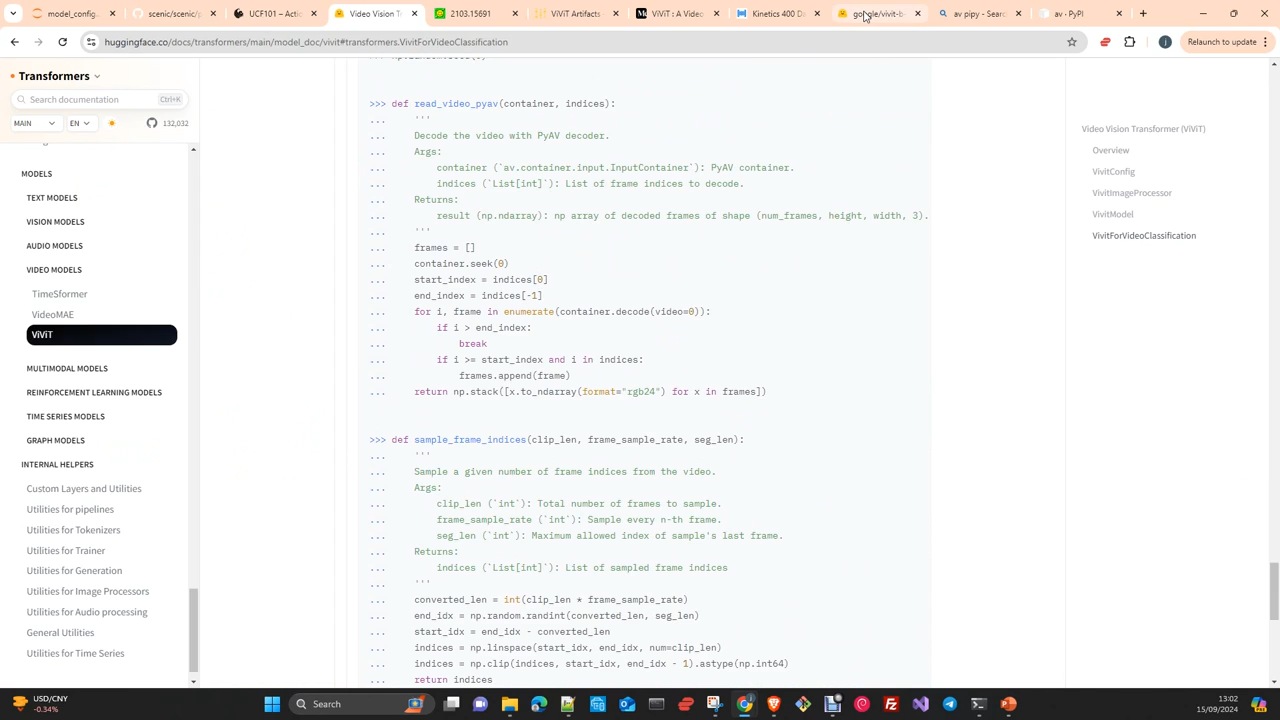 model_config.
scenic/scenic/p
UCF101 – Actio
Video Vision Tr
2103.15691
ViViT Artifacts
ViViT : A Video
Kinetics 400 Da
google/vivit-b-
av pipy - Search
av · PyPI
huggingface.co/docs/transformers/main/model_doc/vivit#transformers.VivitForVideoClassification
Relaunch to update
Transformers
Search documentation
Ctrl+K
MAIN
EN
132,032
MODELS
TEXT MODELS
VISION MODELS
AUDIO MODELS
VIDEO MODELS
TimeSformer
VideoMAE
ViViT
MULTIMODAL MODELS
REINFORCEMENT LEARNING MODELS
TIME SERIES MODELS
GRAPH MODELS
INTERNAL HELPERS
Custom Layers and Utilities
Utilities for pipelines
Utilities for Tokenizers
Utilities for Trainer
Utilities for Generation
Utilities for Image Processors
Utilities for Audio processing
General Utilities
Utilities for Time Series
>>> def read_video_pyav(container, indices):
...     '''
...     Decode the video with PyAV decoder.
...     Args:
...         container (`av.container.input.InputContainer`): PyAV container.
...         indices (`List[int]`): List of frame indices to decode.
...     Returns:
...         result (np.ndarray): np array of decoded frames of shape (num_frames, height, width, 3).
...     '''
...     frames = []
...     container.seek(0)
...     start_index = indices[0]
...     end_index = indices[-1]
...     for i, frame in enumerate(container.decode(video=0)):
...         if i > end_index:
...             break
...         if i >= start_index and i in indices:
...             frames.append(frame)
...     return np.stack([x.to_ndarray(format="rgb24") for x in frames])
>>> def sample_frame_indices(clip_len, frame_sample_rate, seg_len):
...     '''
...     Sample a given number of frame indices from the video.
...     Args:
...         clip_len (`int`): Total number of frames to sample.
...         frame_sample_rate (`int`): Sample every n-th frame.
...         seg_len (`int`): Maximum allowed index of sample's last frame.
...     Returns:
...         indices (`List[int]`): List of sampled frame indices
...     '''
...     converted_len = int(clip_len * frame_sample_rate)
...     end_idx = np.random.randint(converted_len, seg_len)
...     start_idx = end_idx - converted_len
...     indices = np.linspace(start_idx, end_idx, num=clip_len)
...     indices = np.clip(indices, start_idx, end_idx - 1).astype(np.int64)
...     return indices
Video Vision Transformer (ViViT)
Overview
VivitConfig
VivitImageProcessor
VivitModel
VivitForVideoClassification
USD/CNY
-0.34%
Search
13:02
15/09/2024